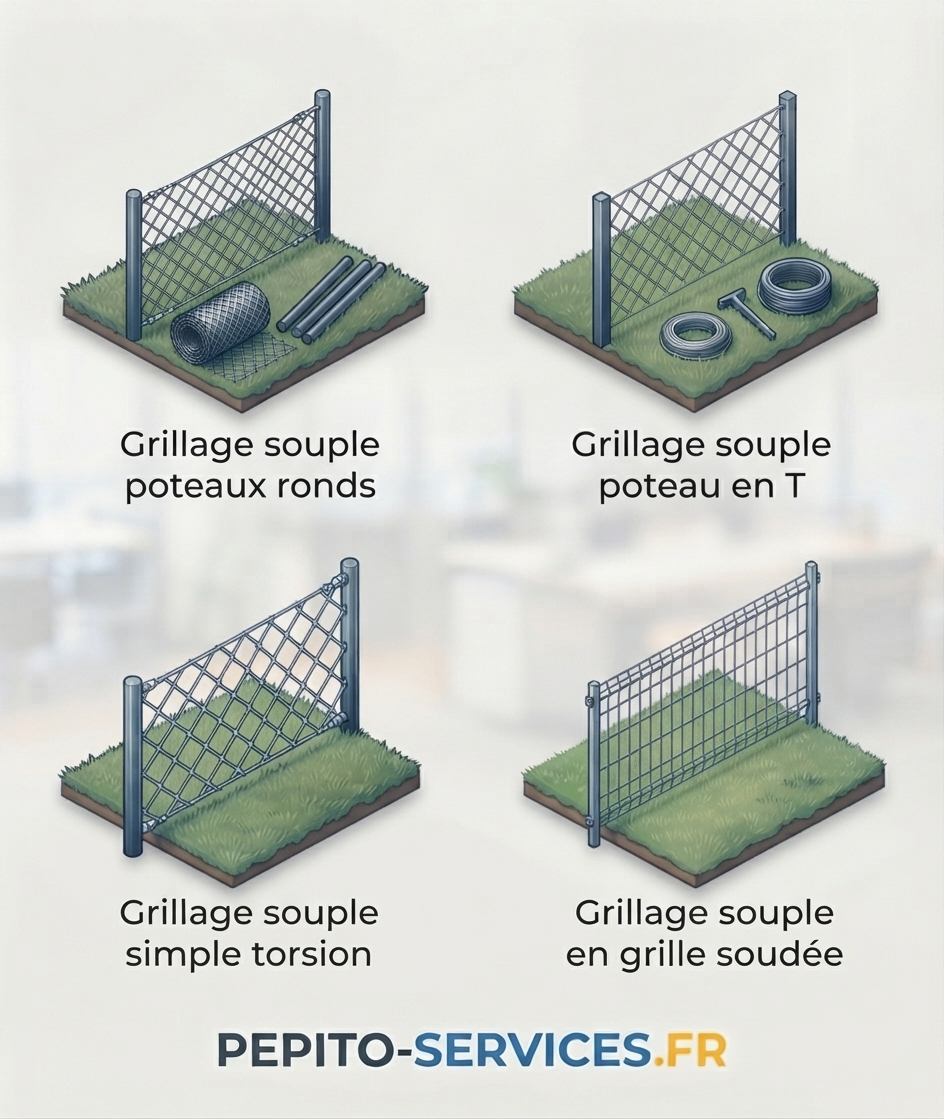 Grillage souple
poteaux ronds
Grillage souple
poteau en T
Grillage souple
simple torsion
Grillage souple
en grille soudée
PEPITO-SERVICES.FR